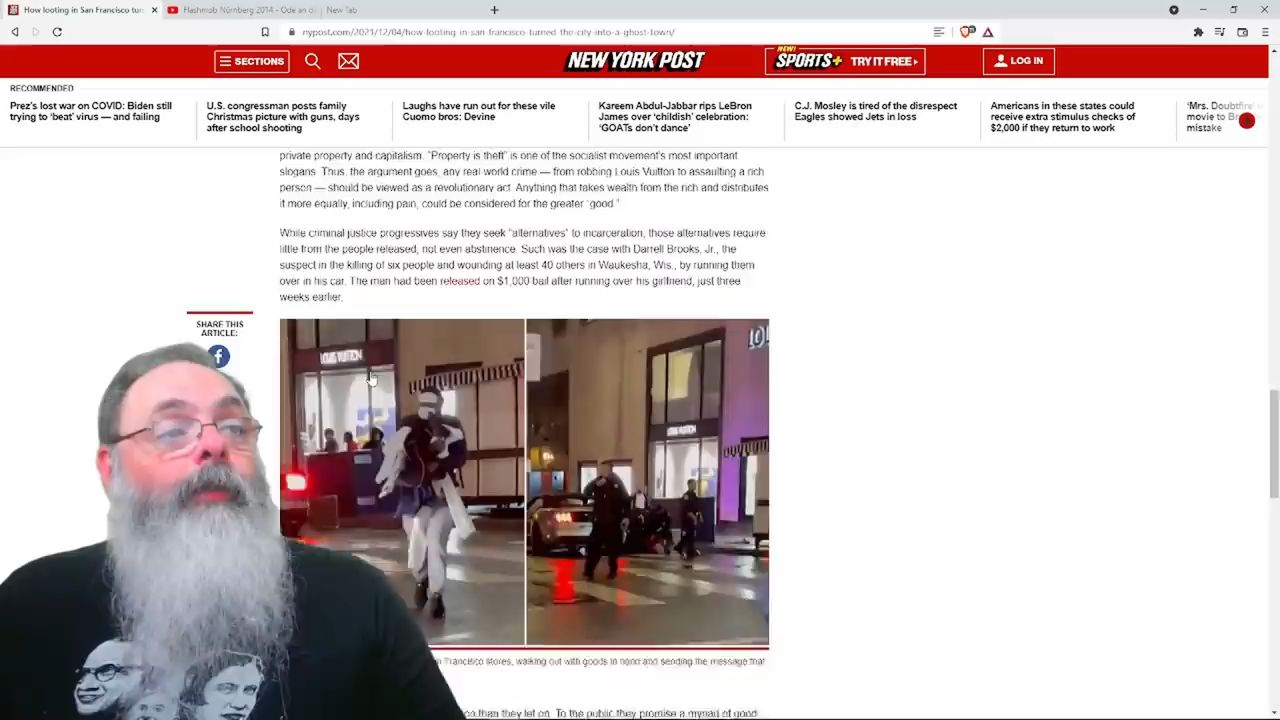 How looting in San Francisco tur
Flashmob Nürnberg 2014 - Ode an d
New Tab
nypost.com/2021/12/04/how-looting-in-san-francisco-turned-the-city-into-a-ghost-town/
SECTIONS
NEW YORK POST
NEW!
SPORTS+ TRY IT FREE
LOG IN
RECOMMENDED
Prez's lost war on COVID: Biden still
trying to 'beat' virus — and failing
U.S. congressman posts family
Christmas picture with guns, days
after school shooting
Laughs have run out for these vile
Cuomo bros: Devine
Kareem Abdul-Jabbar rips LeBron
James over 'childish' celebration:
'GOATs don't dance'
C.J. Mosley is tired of the disrespect
Eagles showed Jets in loss
Americans in these states could
receive extra stimulus checks of
$2,000 if they return to work
'Mrs. Doubtfire'
movie to Br
mistake
private property and capitalism. "Property is theft" is one of the socialist movement's most important
slogans. Thus, the argument goes, any real world crime — from robbing Louis Vuitton to assaulting a rich
person — should be viewed as a revolutionary act. Anything that takes wealth from the rich and distributes
it more equally, including pain, could be considered for the greater "good."
While criminal justice progressives say they seek "alternatives" to incarceration, those alternatives require
little from the people released, not even abstinence. Such was the case with Darrell Brooks, Jr., the
suspect in the killing of six people and wounding at least 40 others in Waukesha, Wis., by running them
over in his car. The man had been released on $1,000 bail after running over his girlfriend, just three
weeks earlier.
SHARE THIS
ARTICLE:
LOUIS VUITTON
LO
LOUIS VUITTON
n Francisco stores, walking out with goods in hand and sending the message that
than they let on. To the public they promise a myriad of good